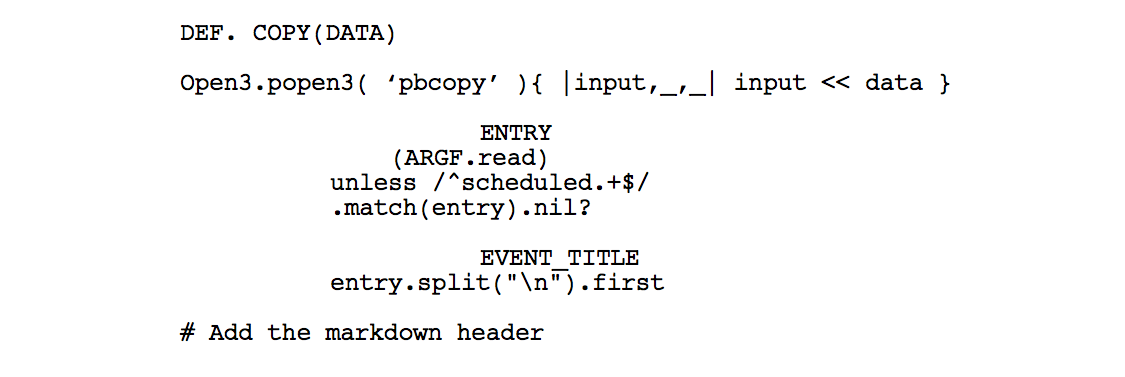 DEF. COPY(DATA)
Open3.popen3( ‘pbcopy’ ){ |input,_,_| input << data }
ENTRY
(ARGF.read)
unless /^scheduled.+$/
.match(entry).nil?
EVENT_TITLE
entry.split("\n").first
# Add the markdown header